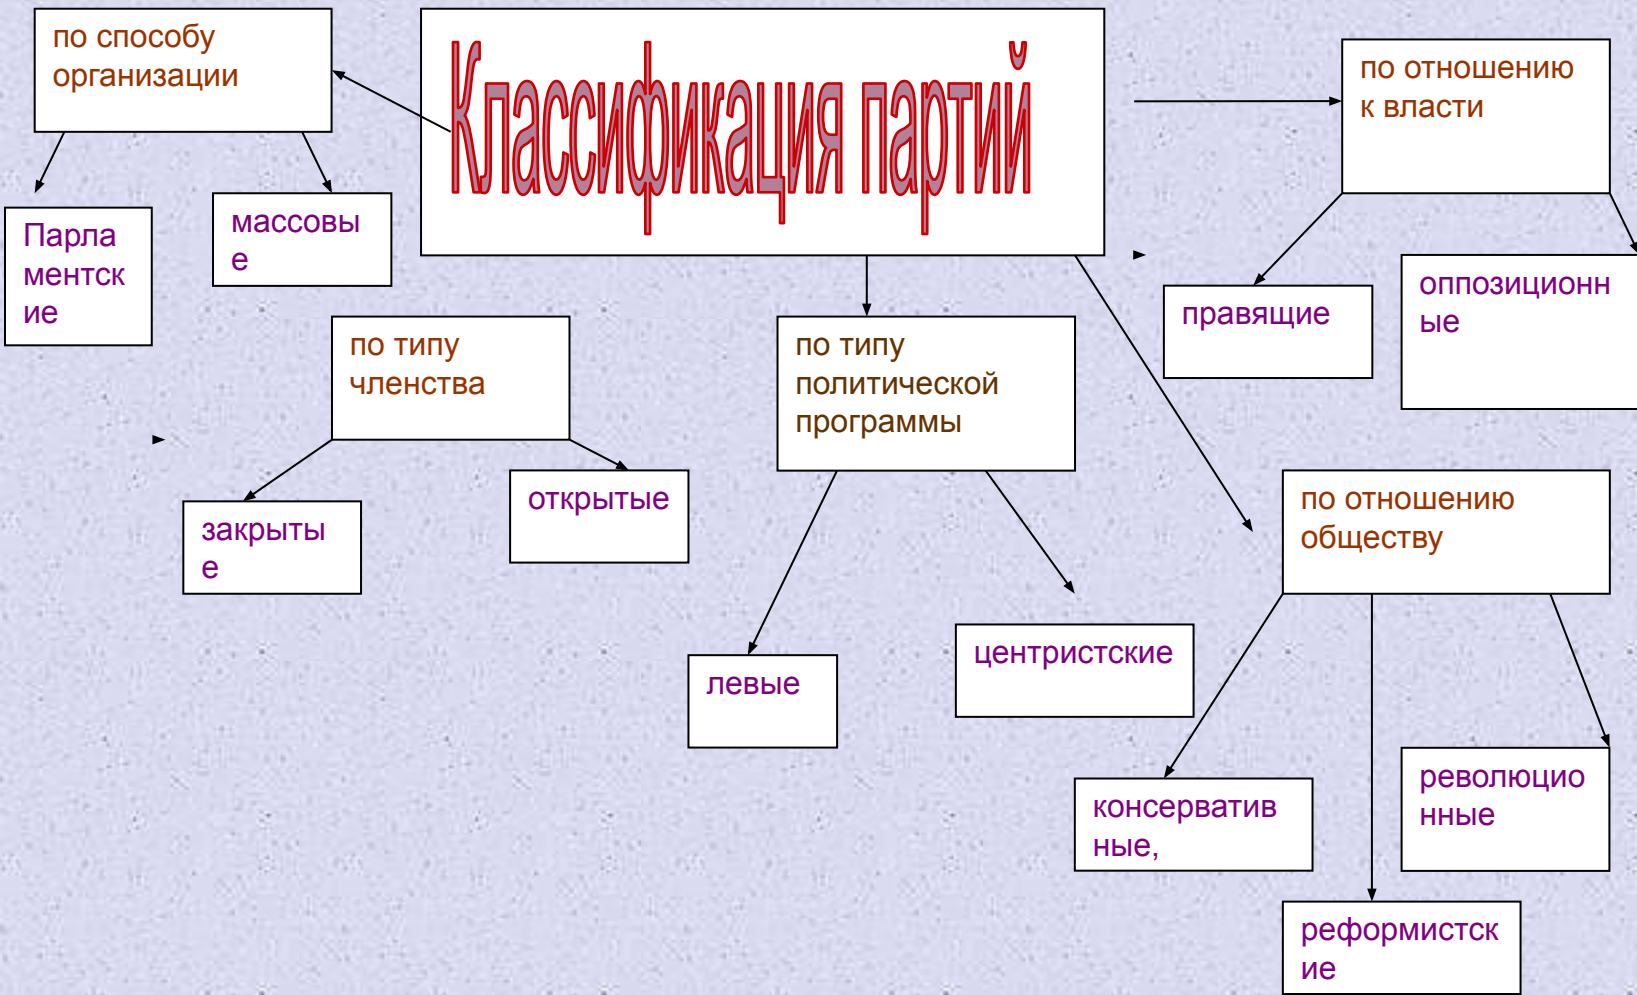 по способу
организации
Классификация партий
по отношению
к власти
Парла
ментск
ие
массовы
е
правящие
оппозиционн
ые
по типу
членства
по типу
политической
программы
закрыты
е
открытые
по отношению
обществу
левые
центристские
консерватив
ные,
революцио
нные
реформистск
ие